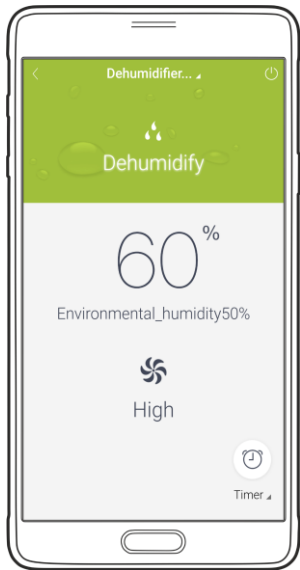 Dehumidifier...
Dehumidify
60%
Environmental_humidity50%
High
Timer